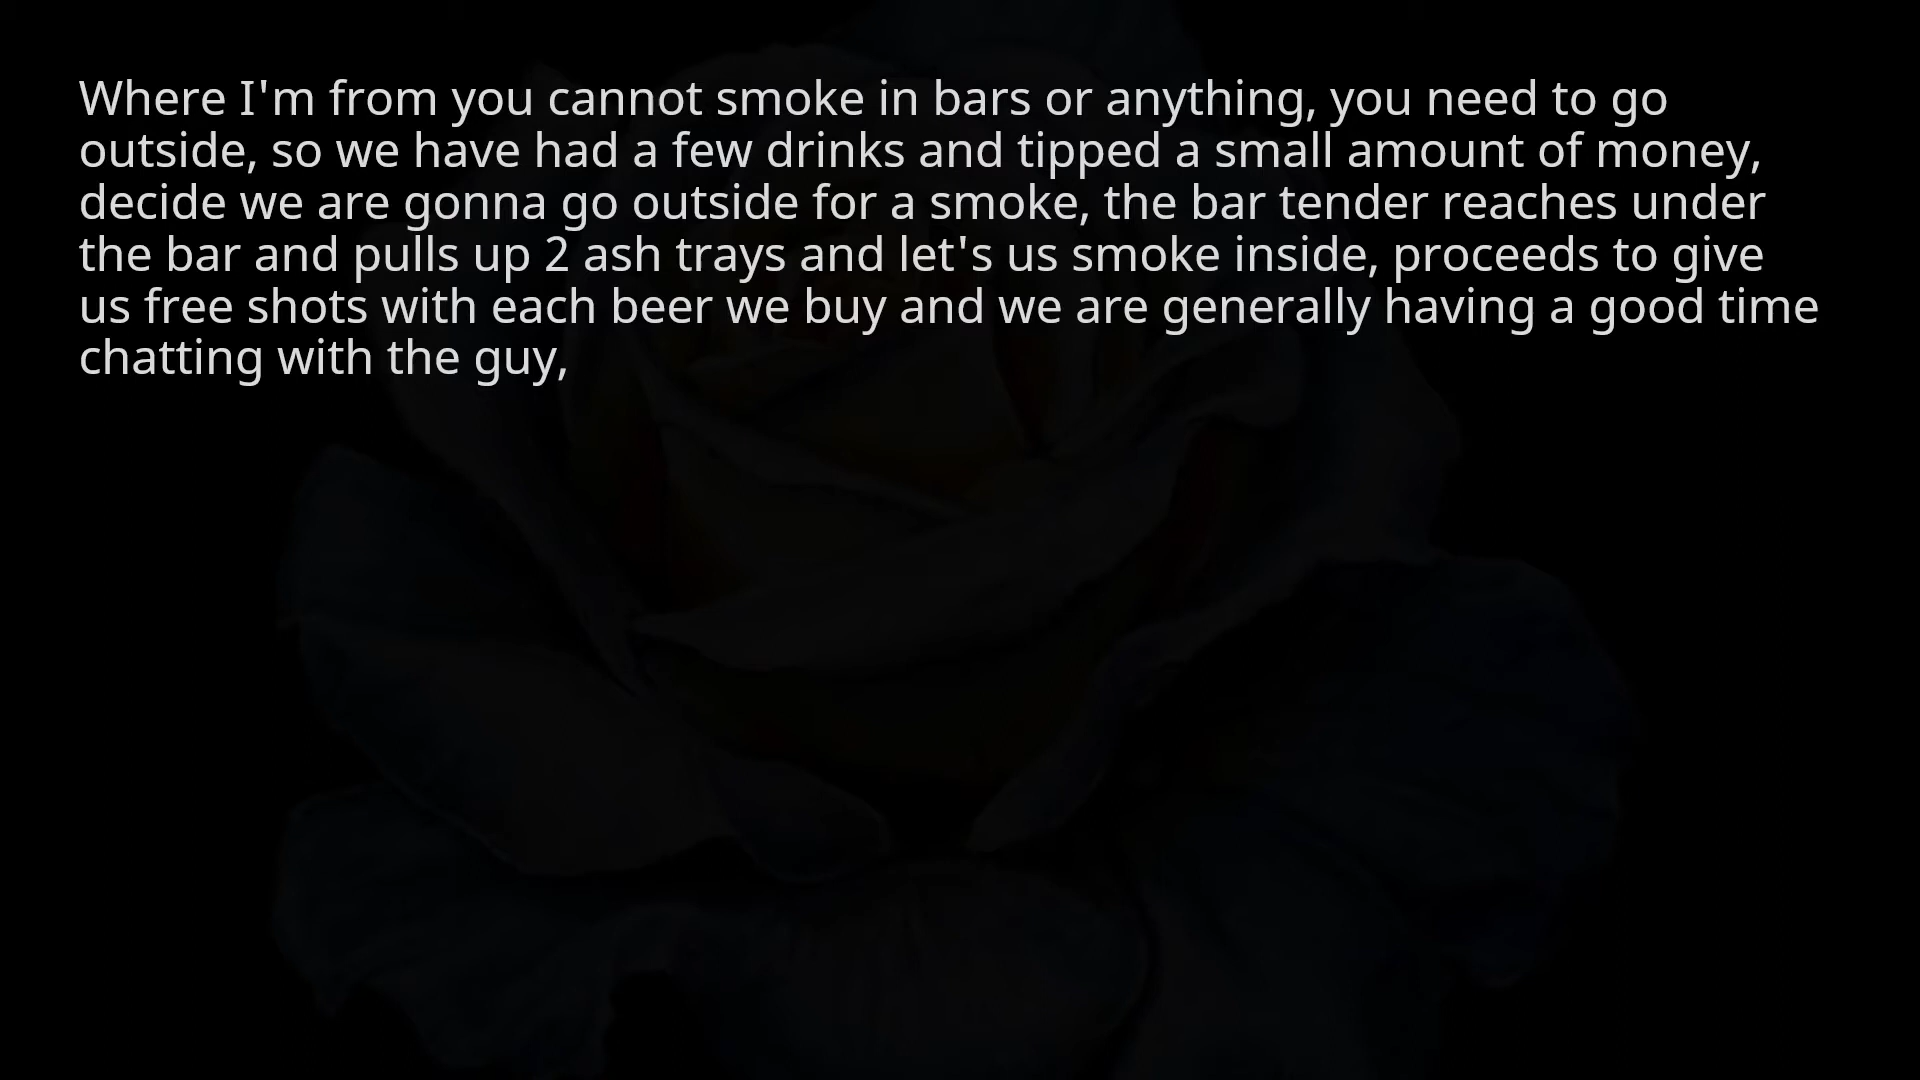 Where I'm from you cannot smoke in bars or anything, you need to go
outside, so we have had a few drinks and tipped a small amount of money,
decide we are gonna go outside for a smoke, the bar tender reaches under
the bar and pulls up 2 ash trays and let's us smoke inside, proceeds to give
us free shots with each beer we buy and we are generally having a good time
chatting with the guy,